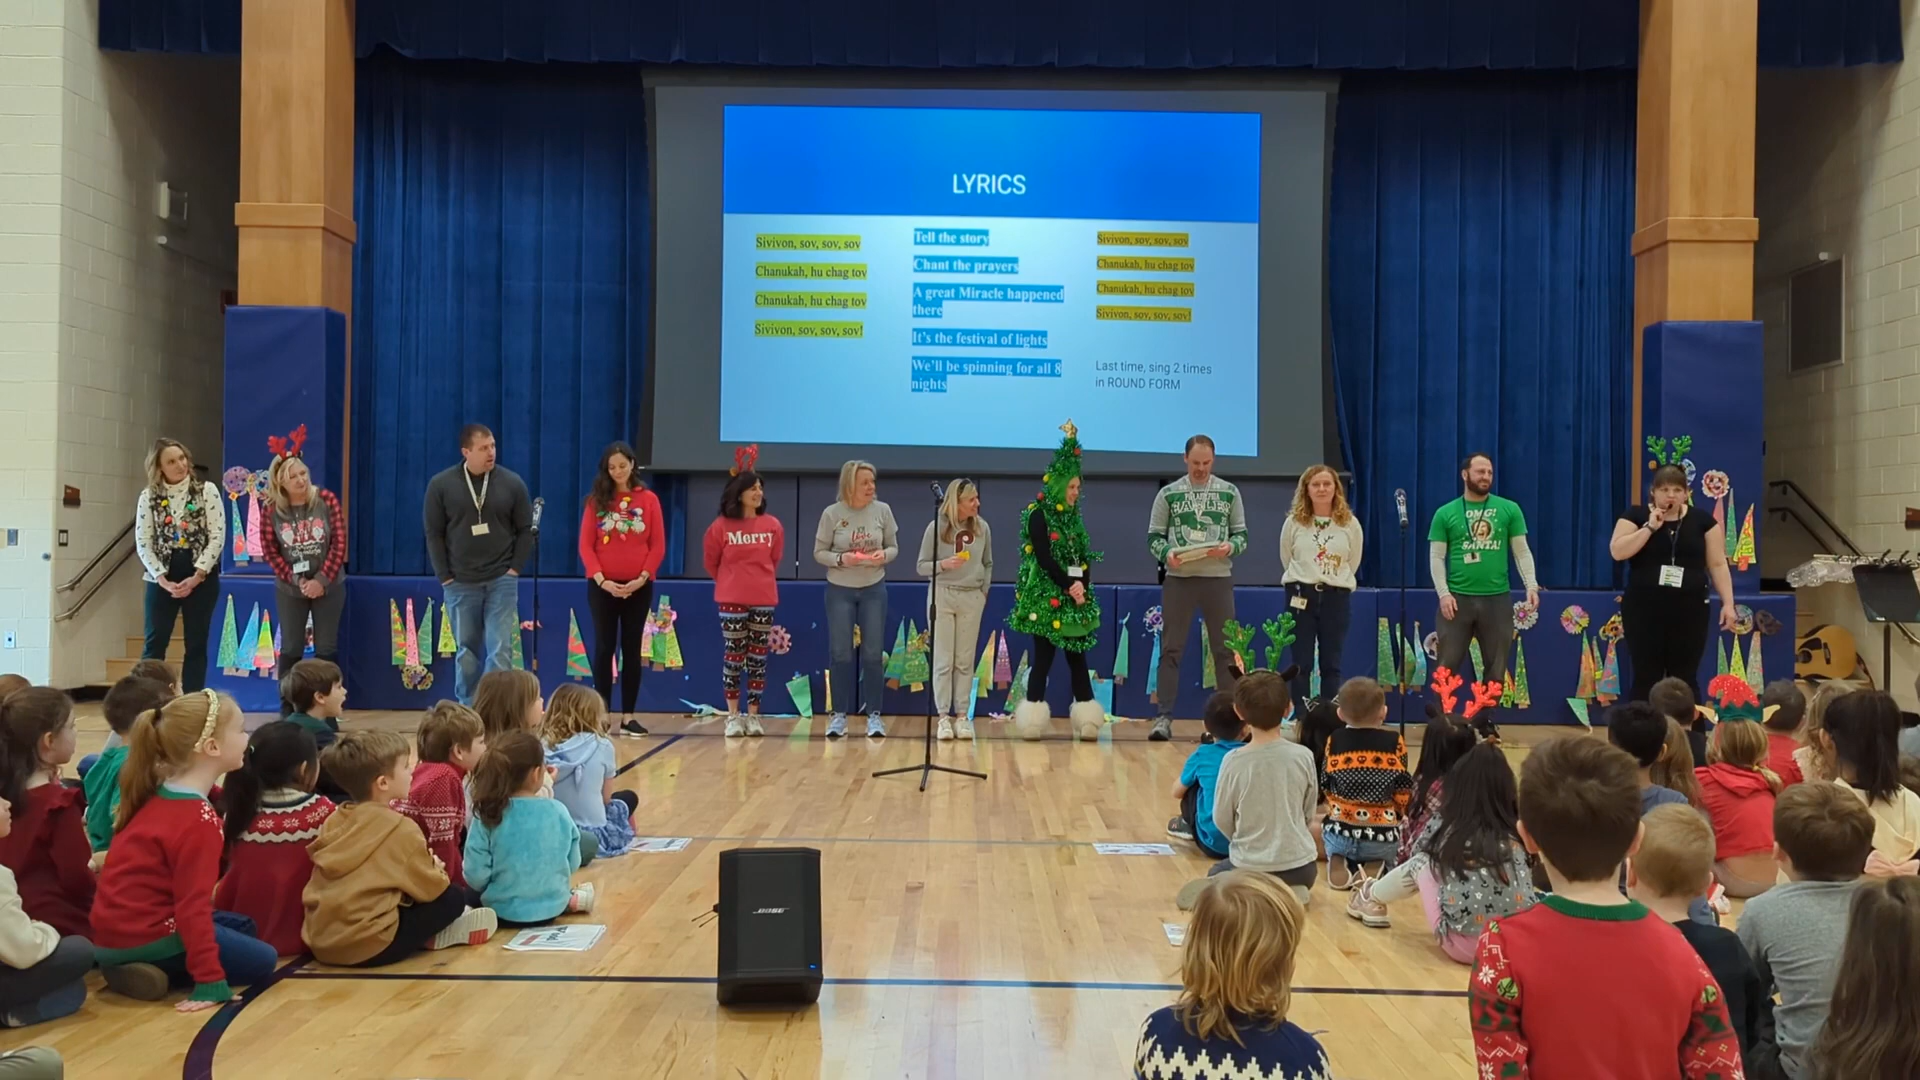 LYRICS
Sivivon, sov, sov, sov
Chanukah, hu chag tov
Chanukah, hu chag tov
Sivivon, sov, sov, sov!
Tell the story
Chant the prayers
A great Miracle happened
there
It's the festival of lights
We'll be spinning for all 8
nights
Sivivon, sov, sov, sov
Chanukah, hu chag tov
Chanukah, hu chag tov
Sivivon, sov, sov, sov!
Last time, sing 2 times
in ROUND FORM
Merry
P
PHILADELPHIA
EAGLES
OMG!
SANTA!
BOSE